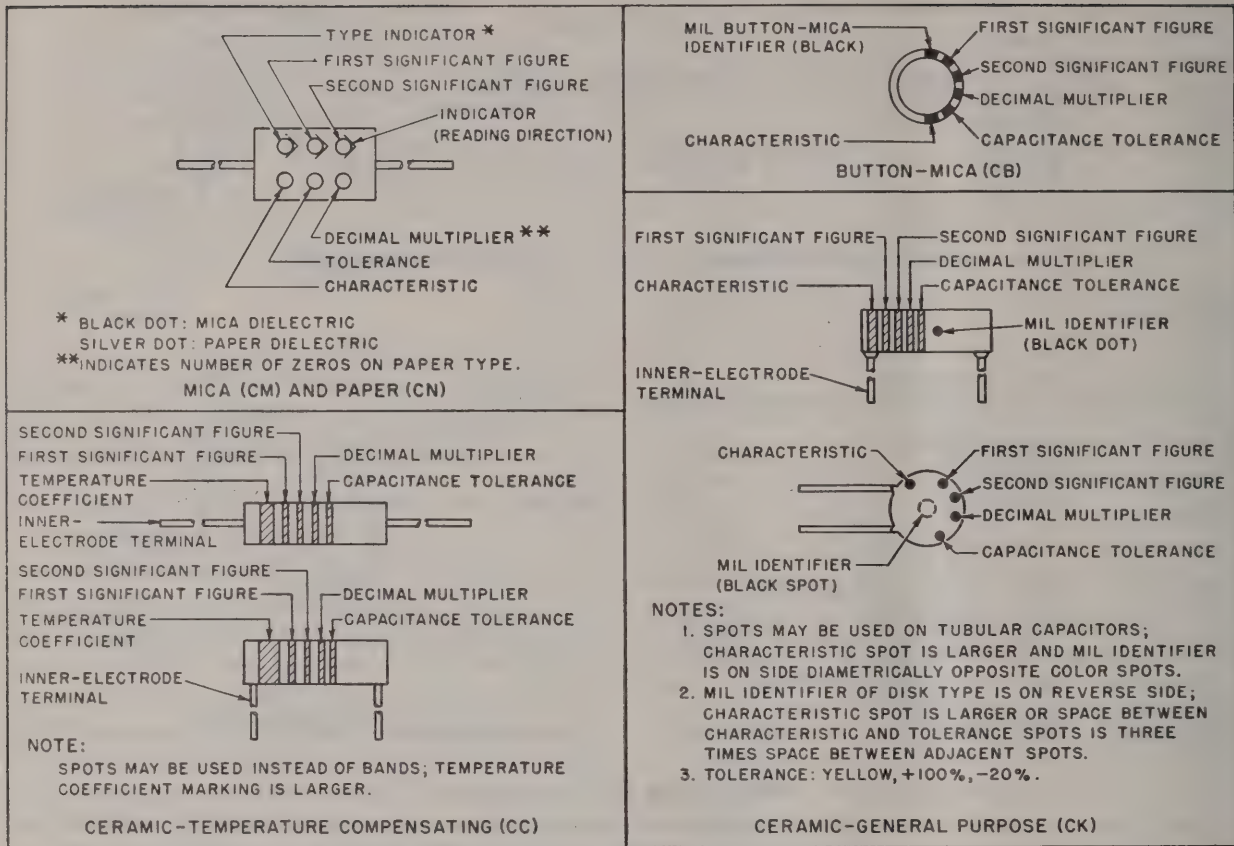 TYPE INDICATOR *
FIRST SIGNIFICANT FIGURE
SECOND SIGNIFICANT FIGURE
INDICATOR
(READING DIRECTION)
DECIMAL MULTIPLIER **
TOLERANCE
CHARACTERISTIC
* BLACK DOT: MICA DIELECTRIC
SILVER DOT: PAPER DIELECTRIC
** INDICATES NUMBER OF ZEROS ON PAPER TYPE.
MICA (CM) AND PAPER (CN)
SECOND SIGNIFICANT FIGURE
FIRST SIGNIFICANT FIGURE
DECIMAL MULTIPLIER
TEMPERATURE
COEFFICIENT
CAPACITANCE TOLERANCE
INNER-
ELECTRODE TERMINAL
SECOND SIGNIFICANT FIGURE
FIRST SIGNIFICANT FIGURE
DECIMAL MULTIPLIER
TEMPERATURE
COEFFICIENT
CAPACITANCE TOLERANCE
INNER-ELECTRODE
TERMINAL
NOTE:
SPOTS MAY BE USED INSTEAD OF BANDS; TEMPERATURE
COEFFICIENT MARKING IS LARGER.
CERAMIC-TEMPERATURE COMPENSATING (CC)
MIL BUTTON-MICA
IDENTIFIER (BLACK)
FIRST SIGNIFICANT FIGURE
SECOND SIGNIFICANT FIGURE
DECIMAL MULTIPLIER
CHARACTERISTIC
CAPACITANCE TOLERANCE
BUTTON-MICA (CB)
FIRST SIGNIFICANT FIGURE
SECOND SIGNIFICANT FIGURE
DECIMAL MULTIPLIER
CHARACTERISTIC
CAPACITANCE TOLERANCE
MIL IDENTIFIER
(BLACK DOT)
INNER-ELECTRODE
TERMINAL
CHARACTERISTIC
FIRST SIGNIFICANT FIGURE
SECOND SIGNIFICANT FIGURE
DECIMAL MULTIPLIER
CAPACITANCE TOLERANCE
MIL IDENTIFIER
(BLACK SPOT)
NOTES:
1. SPOTS MAY BE USED ON TUBULAR CAPACITORS;
CHARACTERISTIC SPOT IS LARGER AND MIL IDENTIFIER
IS ON SIDE DIAMETRICALLY OPPOSITE COLOR SPOTS.
2. MIL IDENTIFIER OF DISK TYPE IS ON REVERSE SIDE;
CHARACTERISTIC SPOT IS LARGER OR SPACE BETWEEN
CHARACTERISTIC AND TOLERANCE SPOTS IS THREE
TIMES SPACE BETWEEN ADJACENT SPOTS.
3. TOLERANCE: YELLOW, +100%, -20%.
CERAMIC-GENERAL PURPOSE (CK)